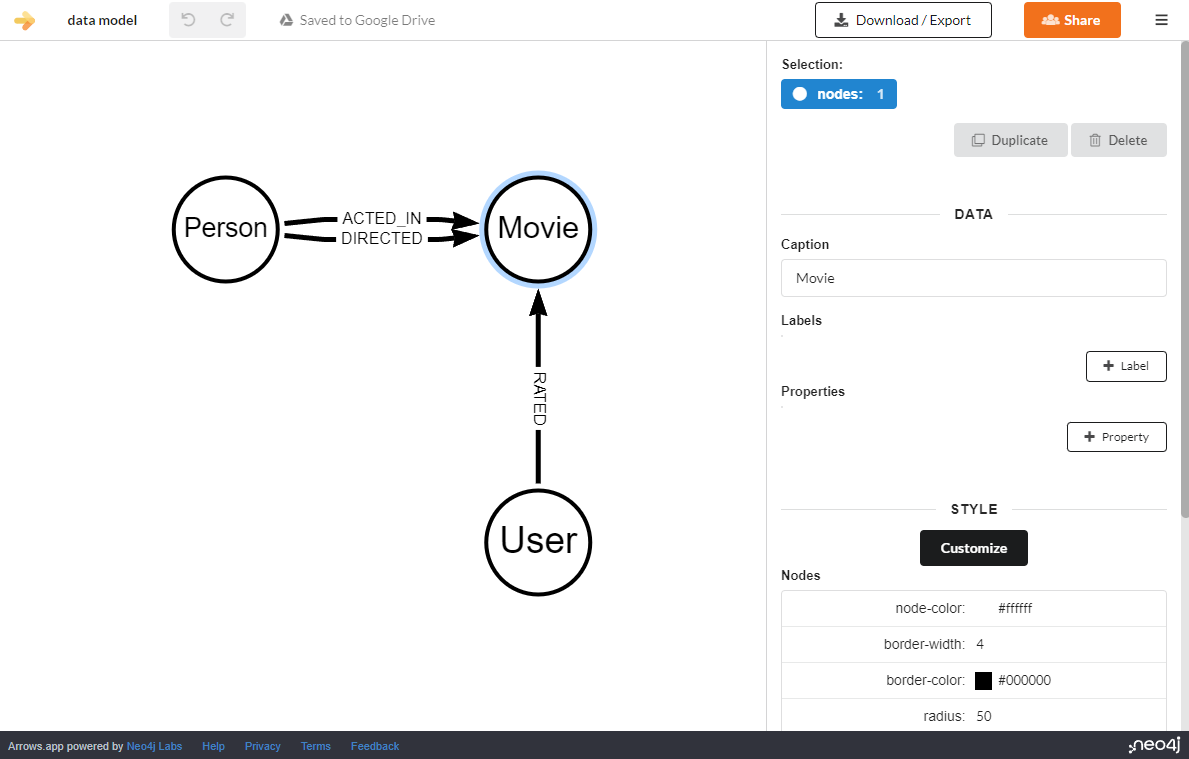 data model
Saved to Google Drive
Download / Export
Share
Person
ACTED_IN
DIRECTED
Movie
RATED
User
Selection:
nodes: 1
Duplicate
Delete
DATA
Caption
Movie
Labels
+ Label
Properties
+ Property
STYLE
Customize
Nodes
node-color: #ffffff
border-width: 4
border-color: #000000
radius: 50
Arrows.app powered by Neo4j Labs Help Privacy Terms Feedback
neo4j